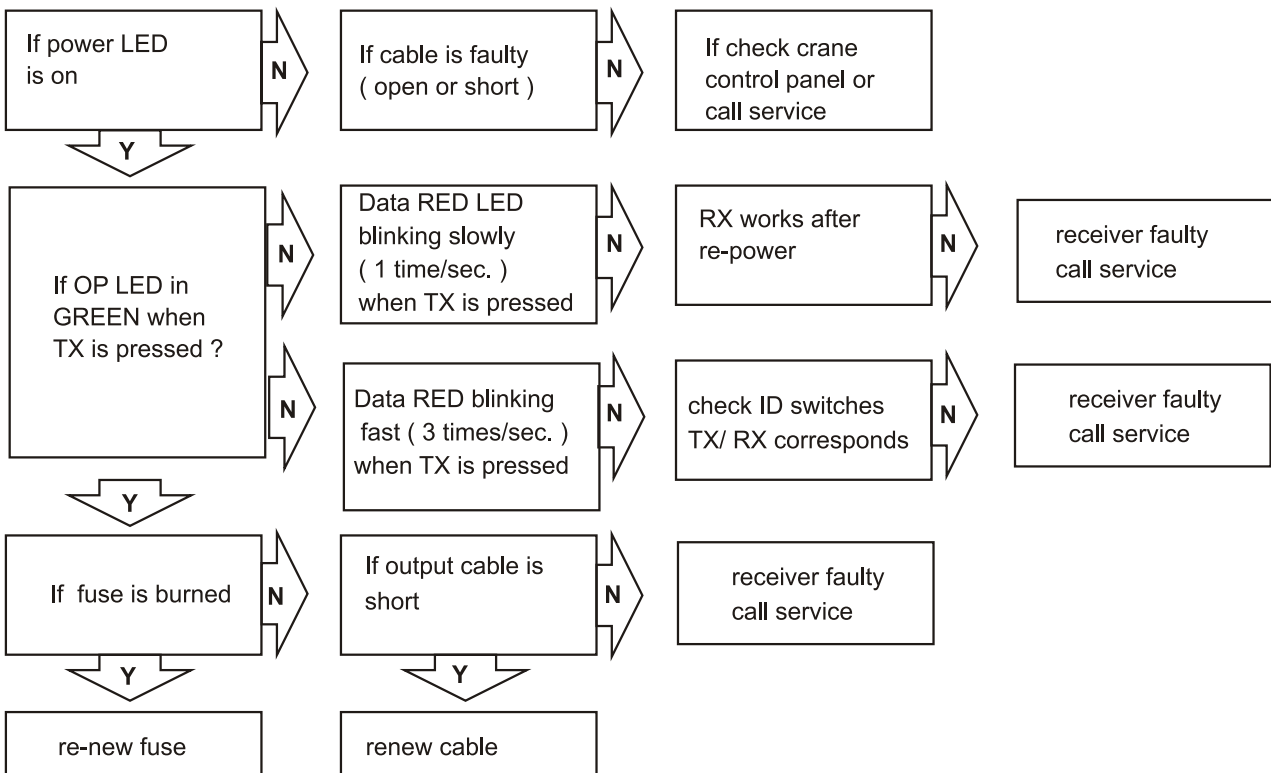 If power LED
is on
N
If cable is faulty
( open or short )
N
If check crane
control panel or
call service
Y
If OP LED in
GREEN when
TX is pressed ?
N
Data RED LED
blinking slowly
( 1 time/sec. )
when TX is pressed
N
RX works after
re-power
N
receiver faulty
call service
N
Data RED blinking
fast ( 3 times/sec. )
when TX is pressed
N
check ID switches
TX/ RX corresponds
N
receiver faulty
call service
Y
If fuse is burned
N
If output cable is
short
N
receiver faulty
call service
Y
Y
re-new fuse
renew cable